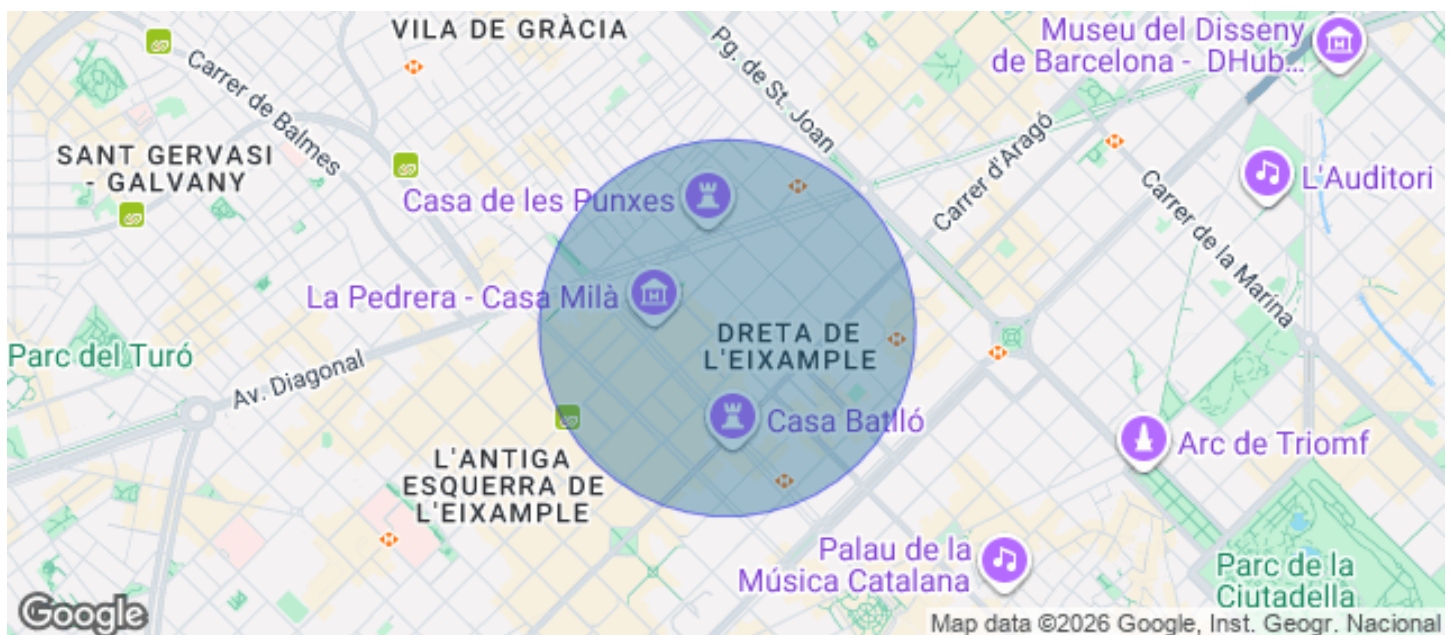 VILA DE GRÀCIA
Pg. de St. Joan
Museu del Disseny
de Barcelona - DHub...
Carrer de Balmes
SANT GERVASI
- GALVANY
Casa de les Punxes
Carrer d'Aragó
L'Auditori
Carrer de la Marina
La Pedrera - Casa Milà
DRETA DE
L'EIXAMPLE
Parc del Turó
Av. Diagonal
Casa Batlló
Arc de Triomf
L'ANTIGA
ESQUERRA DE
L'EIXAMPLE
Palau de la
Música Catalana
Parc de la
Ciutadella
Google
Map data ©2026 Google, Inst. Geogr. Nacional